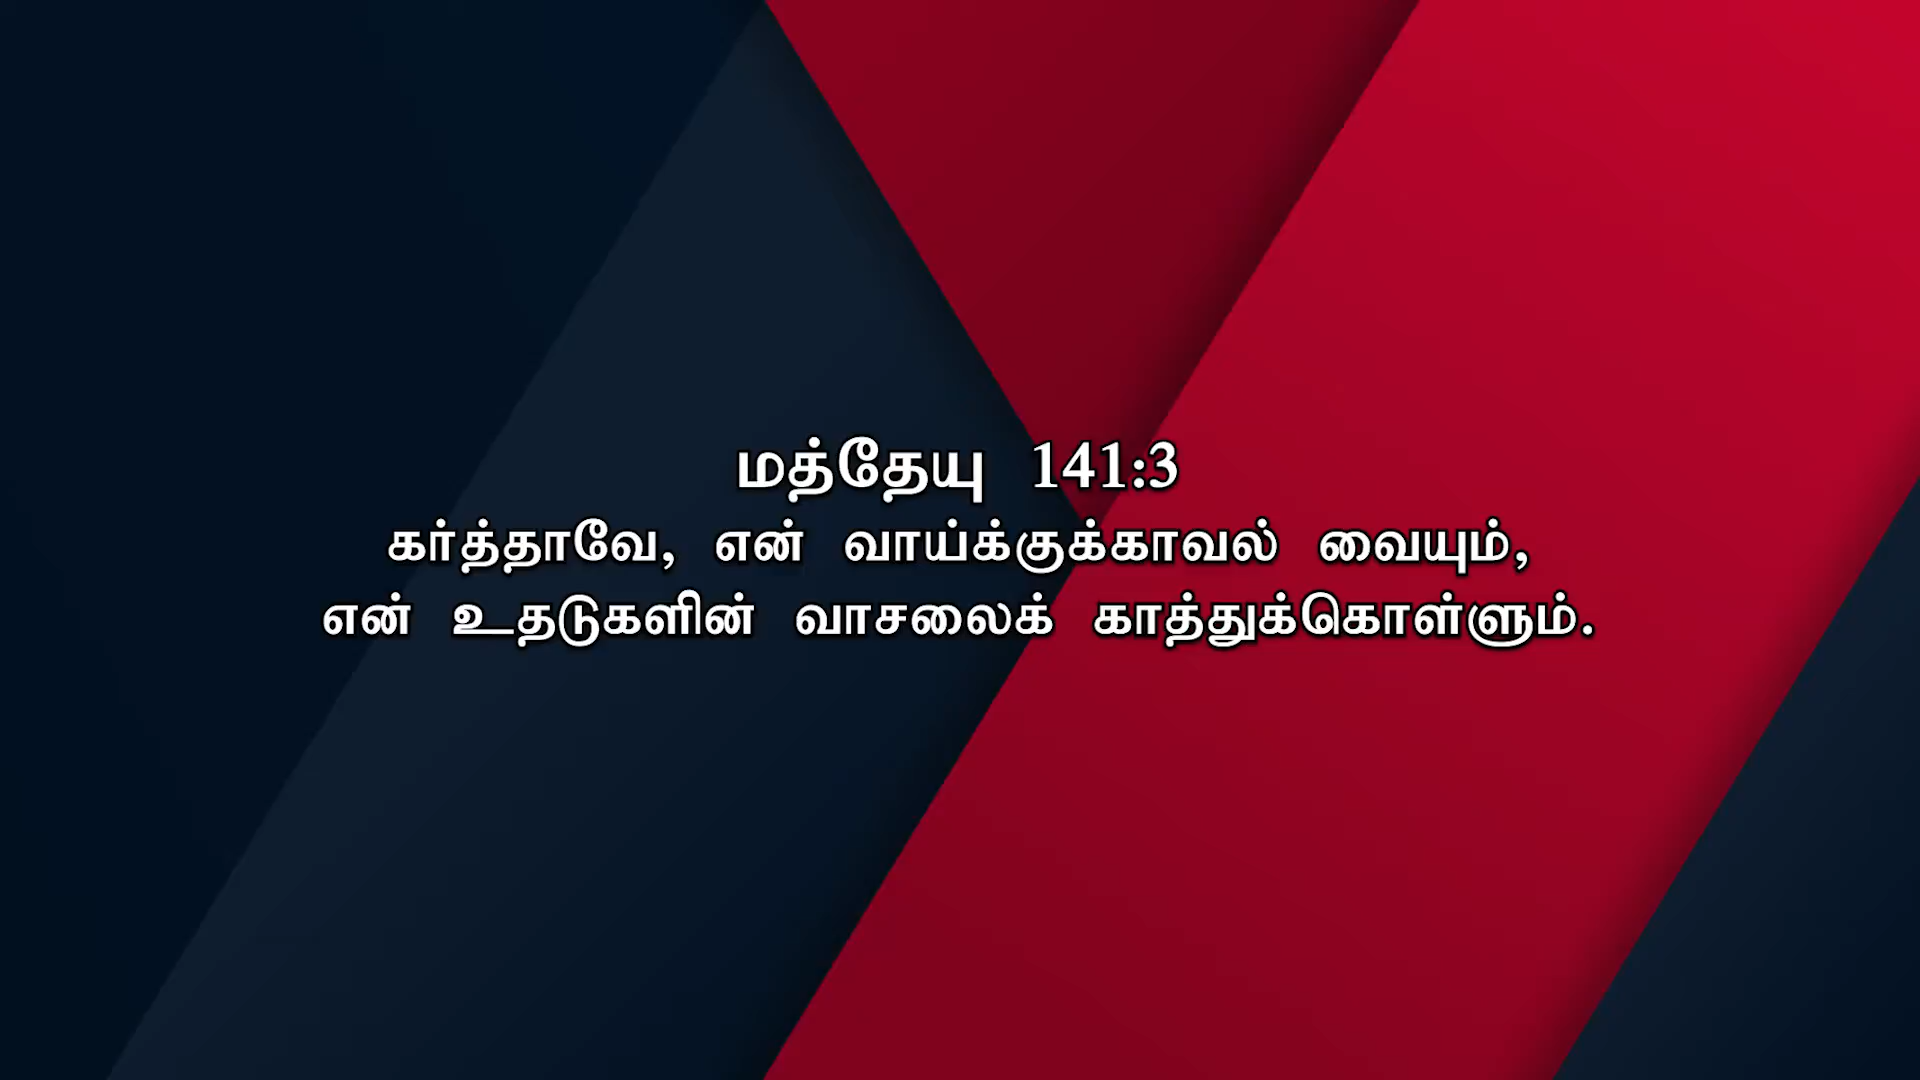 மத்தேயு 141:3
கர்த்தாவே, என் வாய்க்குக்காவல் வையும்,
என் உதடுகளின் வாசலைக் காத்துக்கொள்ளும்.